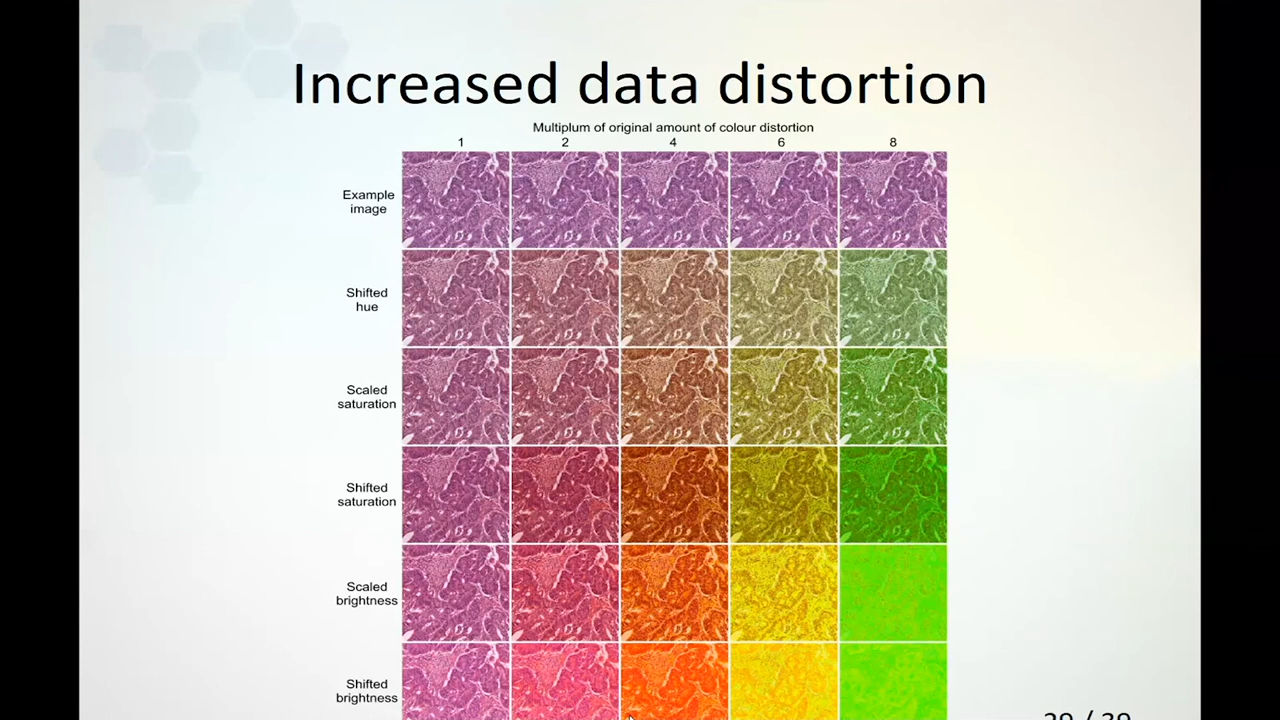 Increased data distortion
Multiplum of original amount of colour distortion
1 2 4 6 8
Example
image
Shifted
hue
Scaled
saturation
Shifted
saturation
Scaled
brightness
Shifted
brightness